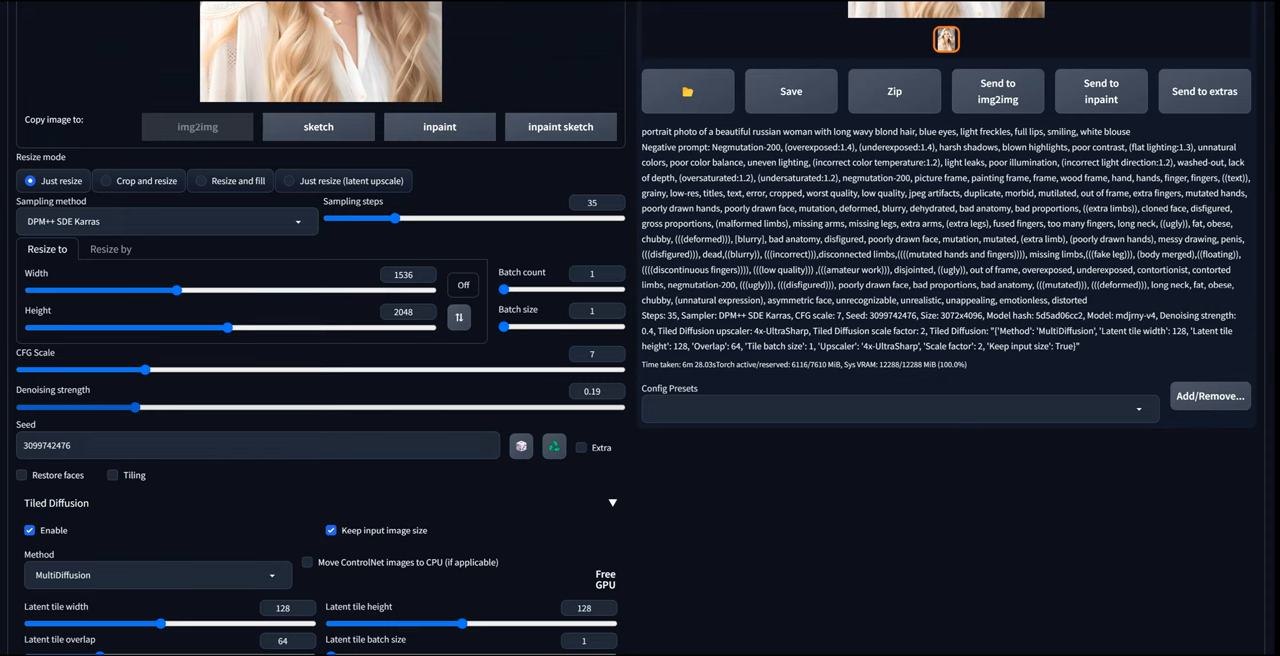 Copy image to:
img2img
sketch
inpaint
inpaint sketch
Resize mode
Just resize
Crop and resize
Resize and fill
Just resize (latent upscale)
Sampling method
DPM++ SDE Karras
Sampling steps
35
Resize to
Resize by
Width
1536
Height
2048
Off
Batch count
1
Batch size
1
CFG Scale
7
Denoising strength
0.19
Seed
3099742476
Extra
Restore faces
Tiling
Tiled Diffusion
Enable
Keep input image size
Method
MultiDiffusion
Move ControlNet images to CPU (if applicable)
Free
GPU
Latent tile width
128
Latent tile height
128
Latent tile overlap
64
Latent tile batch size
1
Save
Zip
Send to
img2img
Send to
inpaint
Send to extras
portrait photo of a beautiful russian woman with long wavy blond hair, blue eyes, light freckles, full lips, smiling, white blouse
Negative prompt: Negmutation-200, (overexposed:1.4), (underexposed:1.4), harsh shadows, blown highlights, poor contrast, (flat lighting:1.3), unnatural
colors, poor color balance, uneven lighting, (incorrect color temperature:1.2), light leaks, poor illumination, (incorrect light direction:1.2), washed-out, lack
of depth, (oversaturated:1.2), (undersaturated:1.2), negmutation-200, picture frame, painting frame, frame, wood frame, hand, hands, finger, fingers, ((text)),
grainy, low-res, titles, text, error, cropped, worst quality, low quality, jpeg artifacts, duplicate, morbid, mutilated, out of frame, extra fingers, mutated hands,
poorly drawn hands, poorly drawn face, mutation, deformed, blurry, dehydrated, bad anatomy, bad proportions, ((extra limbs)), cloned face, disfigured,
gross proportions, (malformed limbs), missing arms, missing legs, extra arms, (extra legs), fused fingers, too many fingers, long neck, ((ugly)), fat, obese,
chubby, (((deformed))), [blurry], bad anatomy, disfigured, poorly drawn face, mutation, mutated, (extra limb), (poorly drawn hands), messy drawing, penis,
(((disfigured))), dead,((blurry)), (((incorrect))),disconnected limbs,((((mutated hands and fingers)))), missing limbs,(((fake leg))), (body merged),((floating)),
((((discontinuous fingers)))), (((low quality))) ,(((amateur work))), disjointed, ((ugly)), out of frame, overexposed, underexposed, contortionist, contorted
limbs, negmutation-200, (((ugly))), (((disfigured))), poorly drawn face, bad proportions, bad anatomy, (((mutated))), (((deformed))), long neck, fat, obese,
chubby, (unnatural expression), asymmetric face, unrecognizable, unrealistic, unappealing, emotionless, distorted
Steps: 35, Sampler: DPM++ SDE Karras, CFG scale: 7, Seed: 3099742476, Size: 3072x4096, Model hash: 5d5ad06cc2, Model: mdjrny-v4, Denoising strength:
0.4, Tiled Diffusion upscaler: 4x-UltraSharp, Tiled Diffusion scale factor: 2, Tiled Diffusion: "{'Method': 'MultiDiffusion', 'Latent tile width': 128, 'Latent tile
height': 128, 'Overlap': 64, 'Tile batch size': 1, 'Upscaler': '4x-UltraSharp', 'Scale factor': 2, 'Keep input size': True}"
Time taken: 6m 28.03sTorch active/reserved: 6116/7610 MiB, Sys VRAM: 12288/12288 MiB (100.0%)
Config Presets
Add/Remove...